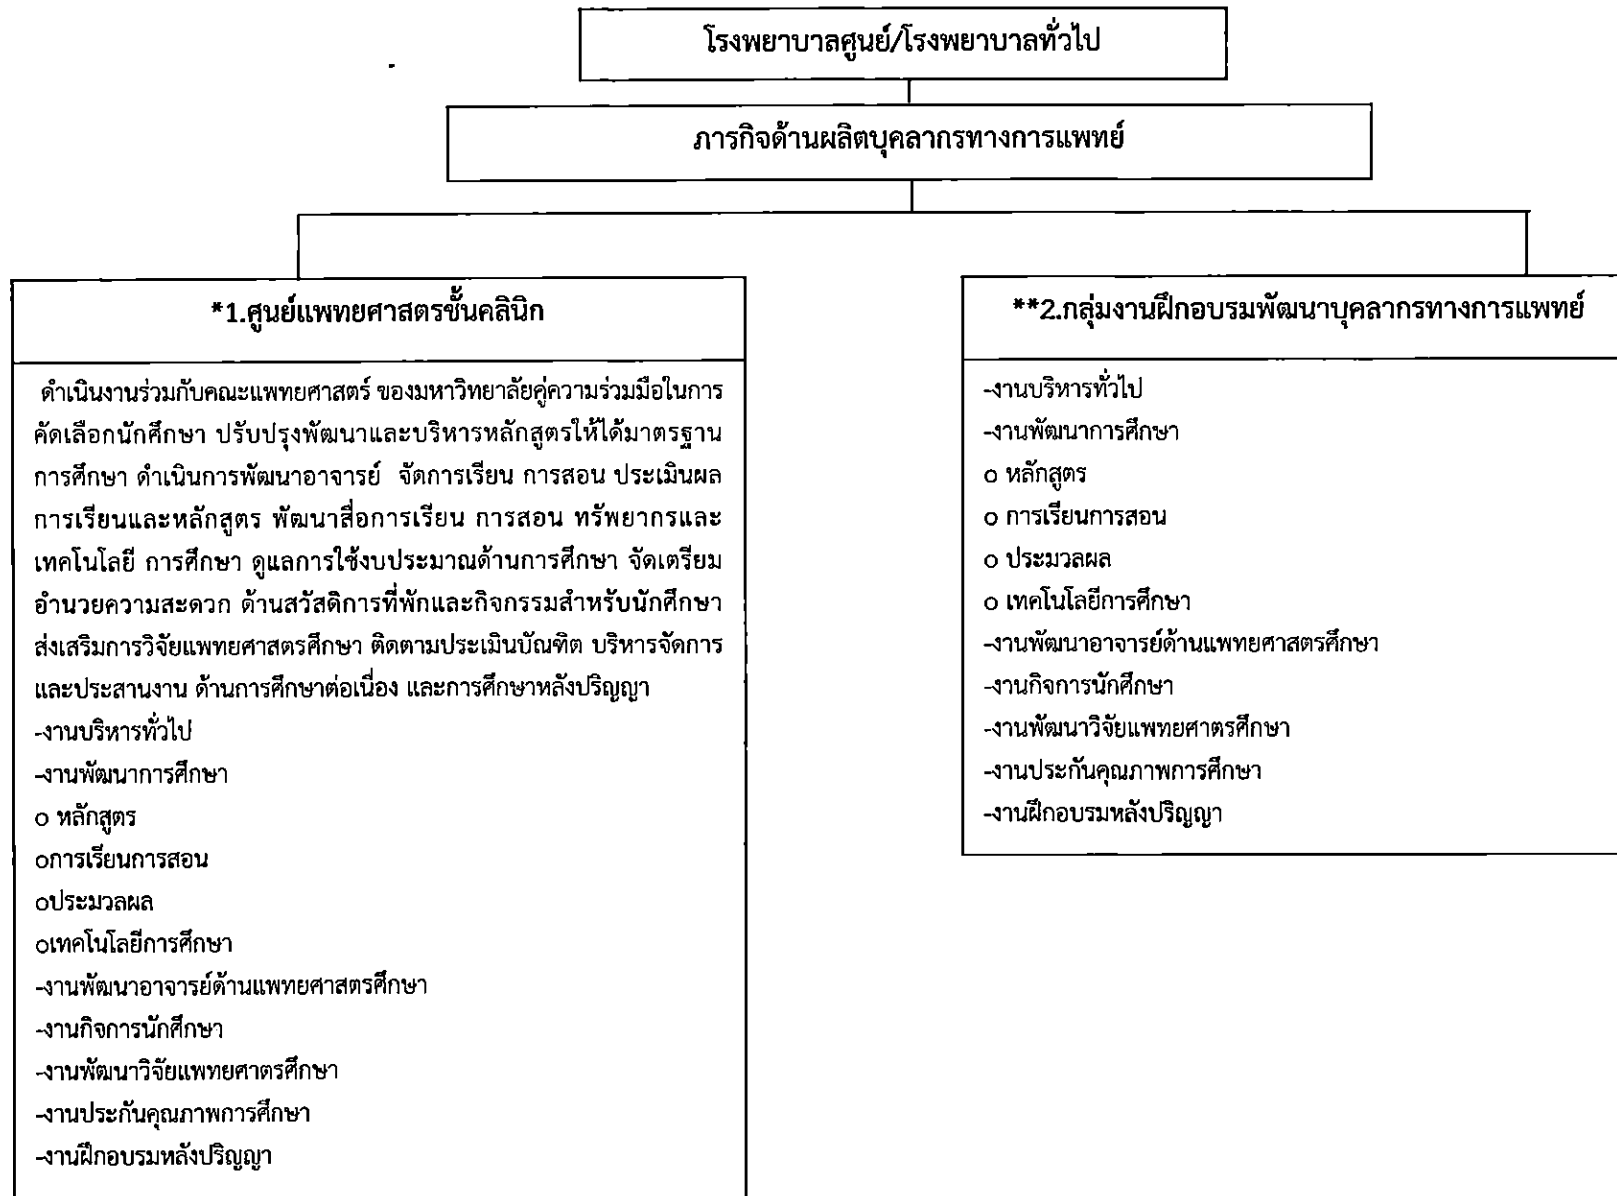 โรงพยาบาลศูนย์/โรงพยาบาลทั่วไป
ภารกิจด้านผลิตบุคลากรทางการแพทย์
*1.ศูนย์แพทยศาสตรชั้นคลินิก
ดำเนินงานร่วมกับคณะแพทยศาสตร์ ของมหาวิทยาลัยคู่ความร่วมมือในการ
คัดเลือกนักศึกษา ปรับปรุงพัฒนาและบริหารหลักสูตรให้ได้มาตรฐาน
การศึกษา ดำเนินการพัฒนาอาจารย์ จัดการเรียน การสอน ประเมินผล
การเรียนและหลักสูตร พัฒนาสื่อการเรียน การสอน ทรัพยากรและ
เทคโนโลยี การศึกษา ดูแลการใช้งบประมาณด้านการศึกษา จัดเตรียม
อำนวยความสะดวก ด้านสวัสดิการที่พักและกิจกรรมสำหรับนักศึกษา
ส่งเสริมการวิจัยแพทยศาสตรศึกษา ติดตามประเมินบัณฑิต บริหารจัดการ
และประสานงาน ด้านการศึกษาต่อเนื่อง และการศึกษาหลังปริญญา
-งานบริหารทั่วไป
-งานพัฒนาการศึกษา
o หลักสูตร
oการเรียนการสอน
oประมวลผล
oเทคโนโลยีการศึกษา
-งานพัฒนาอาจารย์ด้านแพทยศาสตรศึกษา
-งานกิจการนักศึกษา
-งานพัฒนาวิจัยแพทยศาตรศึกษา
-งานประกันคุณภาพการศึกษา
-งานฝึกอบรมหลังปริญญา
**2.กลุ่มงานฝึกอบรมพัฒนาบุคลากรทางการแพทย์
-งานบริหารทั่วไป
-งานพัฒนาการศึกษา
o หลักสูตร
o การเรียนการสอน
o ประมวลผล
o เทคโนโลยีการศึกษา
-งานพัฒนาอาจารย์ด้านแพทยศาสตรศึกษา
-งานกิจการนักศึกษา
-งานพัฒนาวิจัยแพทยศาตรศึกษา
-งานประกันคุณภาพการศึกษา
-งานฝึกอบรมหลังปริญญา